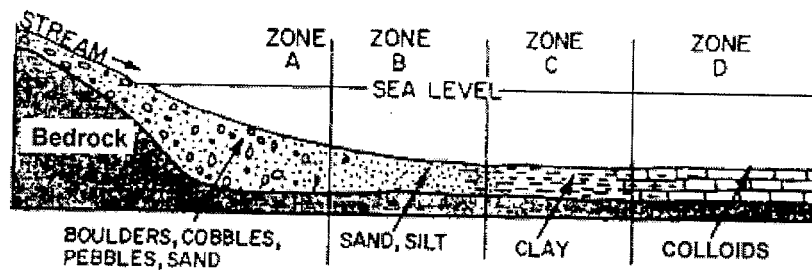 STREAM
ZONE A
ZONE B
ZONE C
ZONE D
SEA LEVEL
Bedrock
BOULDERS, COBBLES,
PEBBLES, SAND
SAND, SILT
CLAY
COLLOIDS